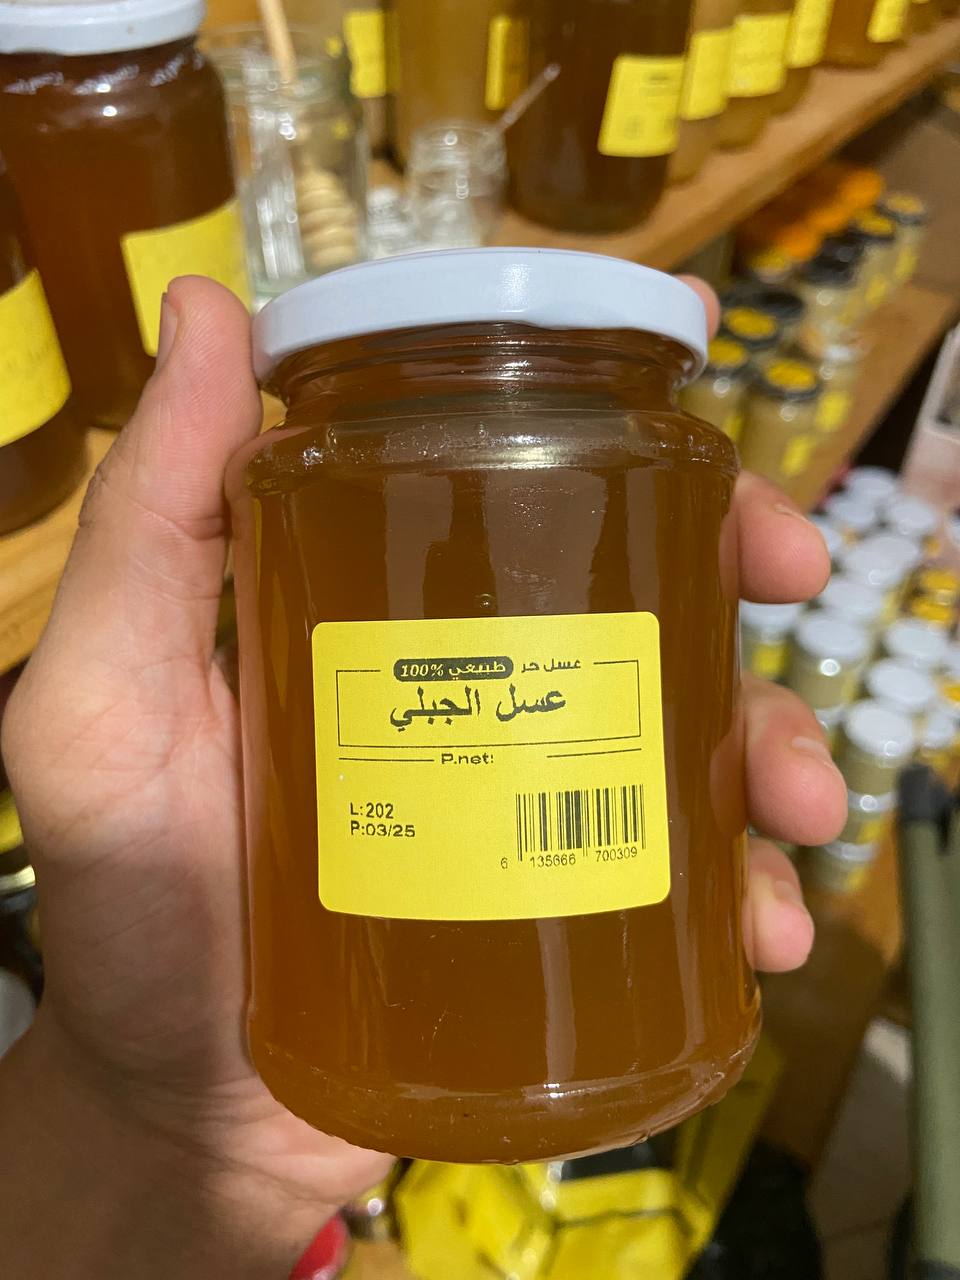 عسل حر طبيعي 100%
عسل الجبلي
P.net:
L:202
P:03/25
6 135666 700309